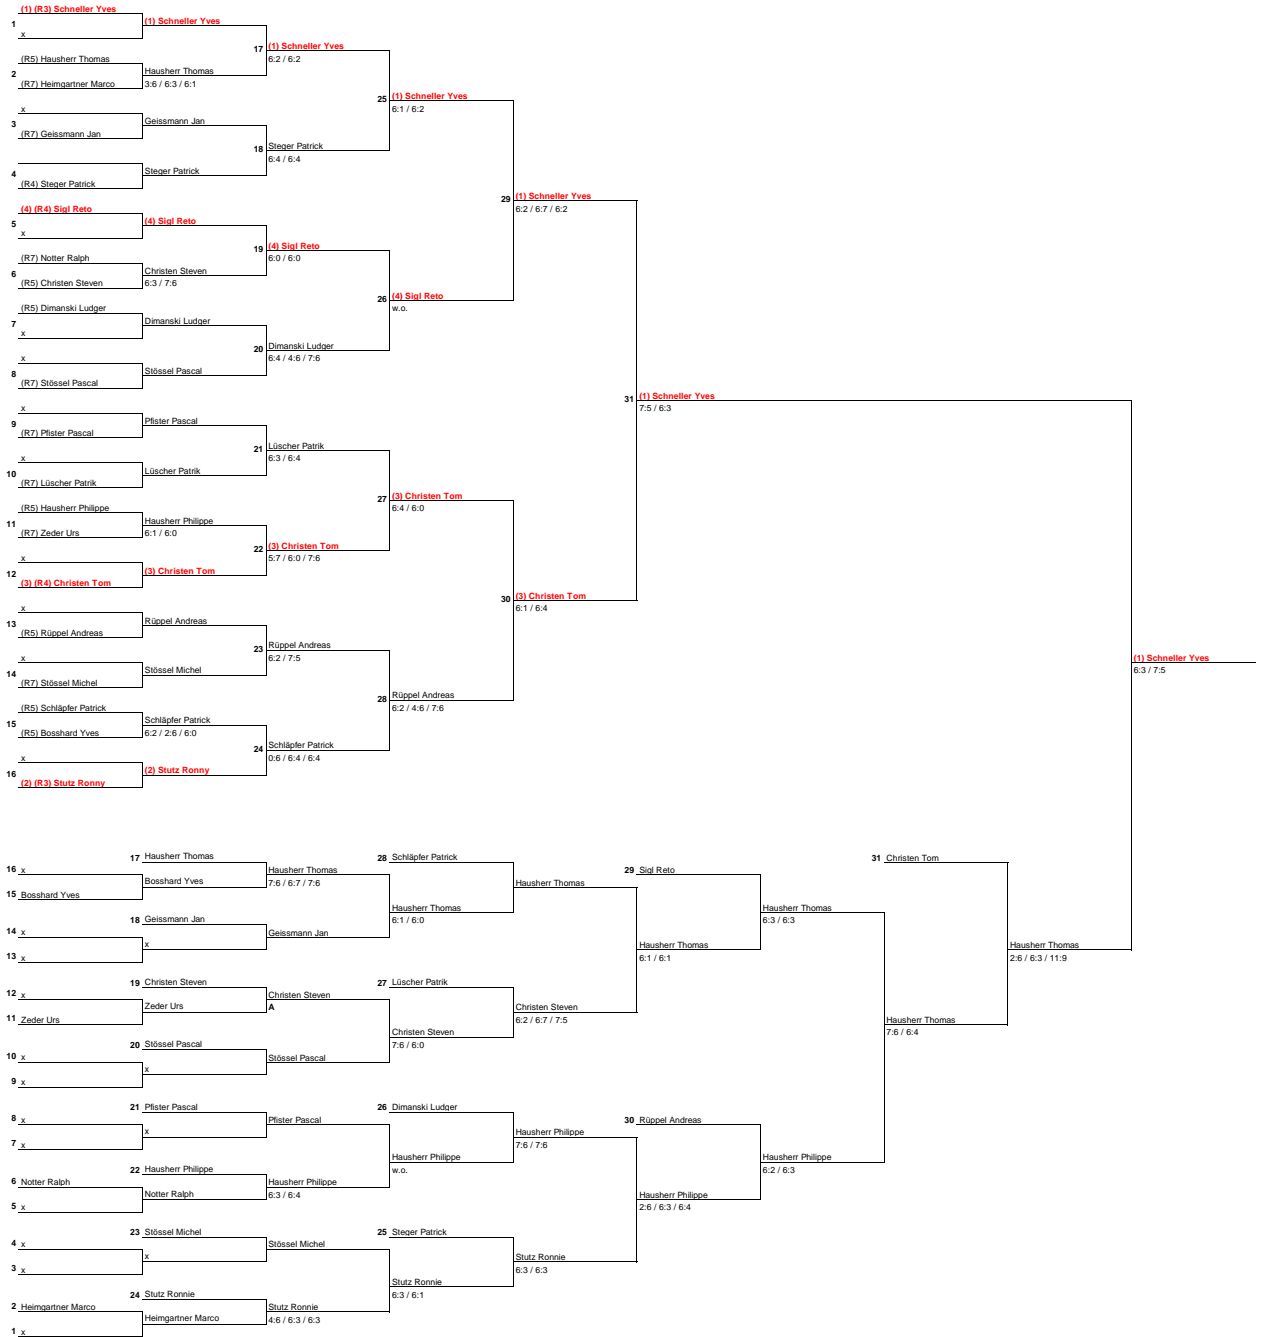 (1) (R3) Schneller Yves
1
(1) Schneller Yves
x
17
(1) Schneller Yves
6:2 / 6:2
(R5) Hausherr Thomas
2
Hausherr Thomas
3:6 / 6:3 / 6:1
(R7) Heimgartner Marco
25
(1) Schneller Yves
6:1 / 6:2
x
3
Geissmann Jan
(R7) Geissmann Jan
18
Steger Patrick
6:4 / 6:4
4
Steger Patrick
(R4) Steger Patrick
29
(1) Schneller Yves
6:2 / 6:7 / 6:2
(4) (R4) Sigl Reto
5
(4) Sigl Reto
x
19
(4) Sigl Reto
6:0 / 6:0
(R7) Notter Ralph
6
Christen Steven
6:3 / 7:6
(R5) Christen Steven
26
(4) Sigl Reto
w.o.
(R5) Dimanski Ludger
7
Dimanski Ludger
x
20
Dimanski Ludger
6:4 / 4:6 / 7:6
x
8
Stössel Pascal
(R7) Stössel Pascal
31
(1) Schneller Yves
7:5 / 6:3
x
9
Pfister Pascal
(R7) Pfister Pascal
21
Lüscher Patrik
6:3 / 6:4
x
10
Lüscher Patrik
(R7) Lüscher Patrik
27
(3) Christen Tom
6:4 / 6:0
(R5) Hausherr Philippe
11
Hausherr Philippe
6:1 / 6:0
(R7) Zeder Urs
22
(3) Christen Tom
5:7 / 6:0 / 7:6
x
12
(3) Christen Tom
(3) (R4) Christen Tom
30
(3) Christen Tom
6:1 / 6:4
x
13
Rüppel Andreas
(R5) Rüppel Andreas
23
Rüppel Andreas
6:2 / 7:5
x
14
Stössel Michel
(R7) Stössel Michel
28
Rüppel Andreas
6:2 / 4:6 / 7:6
(R5) Schläpfer Patrick
15
Schläpfer Patrick
6:2 / 2:6 / 6:0
(R5) Bosshard Yves
24
Schläpfer Patrick
0:6 / 6:4 / 6:4
x
16
(2) Stutz Ronny
(2) (R3) Stutz Ronny
(1) Schneller Yves
6:3 / 7:5
17 Hausherr Thomas
16 x
Bosshard Yves
15 Bosshard Yves
Hausherr Thomas
7:6 / 6:7 / 7:6
28 Schläpfer Patrick
Hausherr Thomas
29 Sigl Reto
31 Christen Tom
18 Geissmann Jan
14 x
x
13 x
Geissmann Jan
Hausherr Thomas
6:1 / 6:0
Hausherr Thomas
6:3 / 6:3
Hausherr Thomas
6:1 / 6:1
Hausherr Thomas
2:6 / 6:3 / 11:9
19 Christen Steven
12 x
Zeder Urs
11 Zeder Urs
Christen Steven
A
27 Lüscher Patrik
Christen Steven
6:2 / 6:7 / 7:5
Christen Steven
7:6 / 6:0
Hausherr Thomas
7:6 / 6:4
20 Stössel Pascal
10 x
x
9 x
Stössel Pascal
21 Pfister Pascal
8 x
x
7 x
Pfister Pascal
26 Dimanski Ludger
Hausherr Philippe
7:6 / 7:6
30 Rüppel Andreas
Hausherr Philippe
w.o.
Hausherr Philippe
6:2 / 6:3
22 Hausherr Philippe
6 Notter Ralph
Notter Ralph
5 x
Hausherr Philippe
6:3 / 6:4
Hausherr Philippe
2:6 / 6:3 / 6:4
23 Stössel Michel
4 x
x
3 x
Stössel Michel
25 Steger Patrick
Stutz Ronnie
6:3 / 6:3
Stutz Ronnie
6:3 / 6:1
24 Stutz Ronnie
2 Heimgartner Marco
Heimgartner Marco
1 x
Stutz Ronnie
4:6 / 6:3 / 6:3